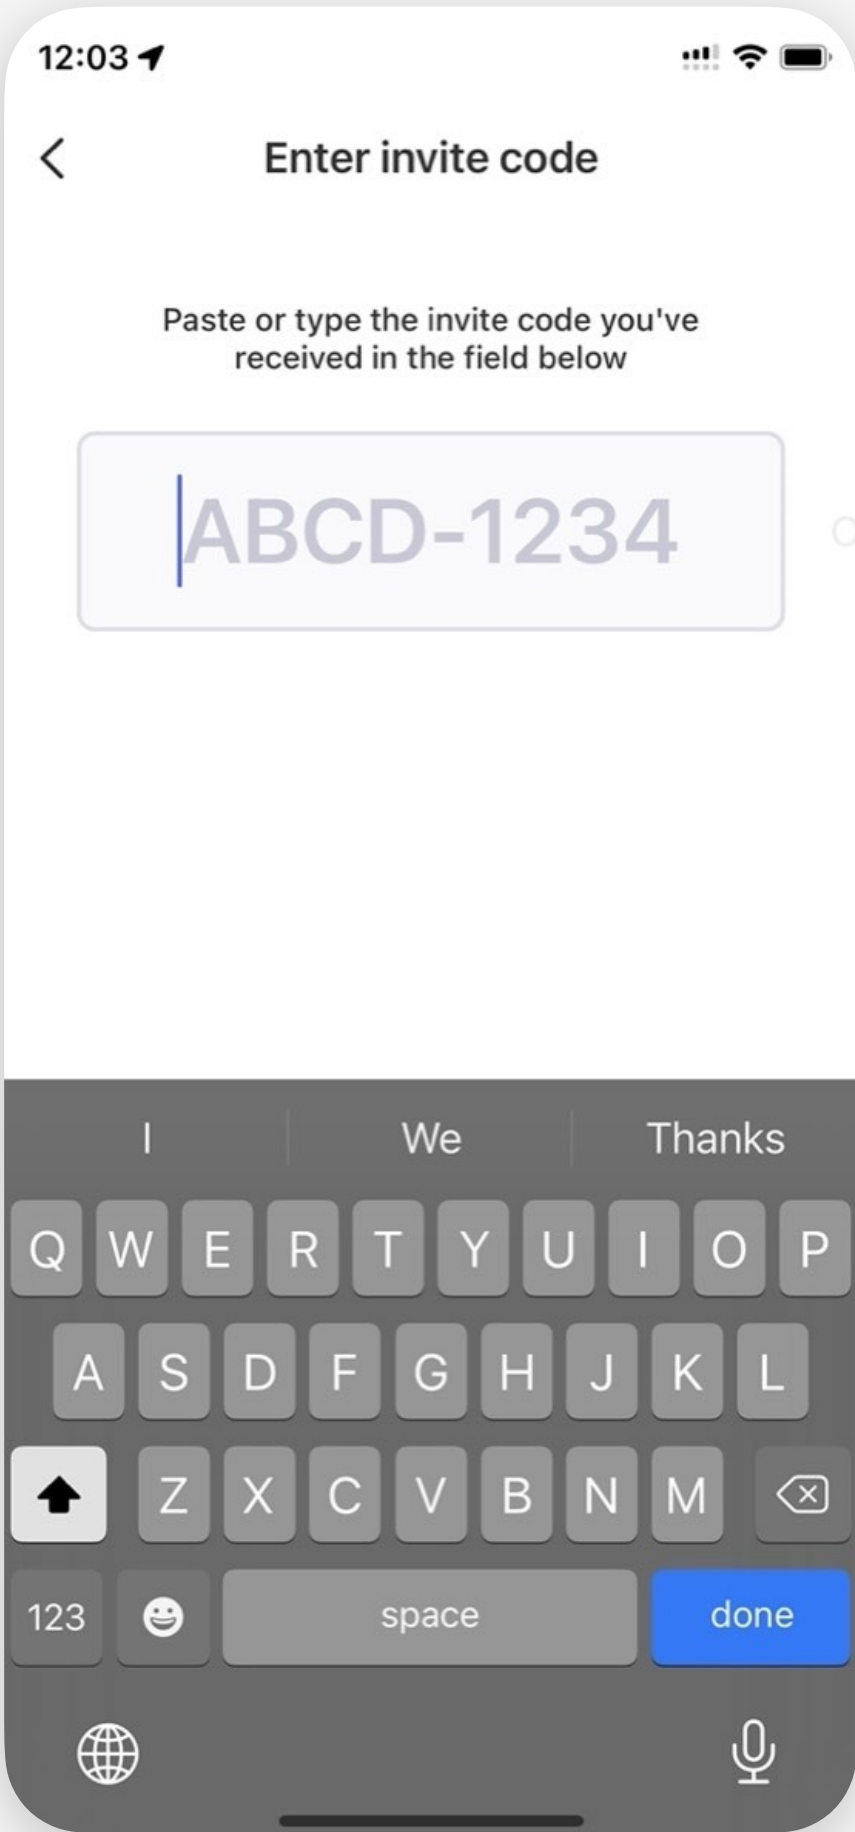 12:03
Enter invite code
Paste or type the invite code you've
received in the field below
ABCD-1234
I We Thanks
Q W E R T Y U I O P
A S D F G H J K L
Z X C V B N M
123 space done